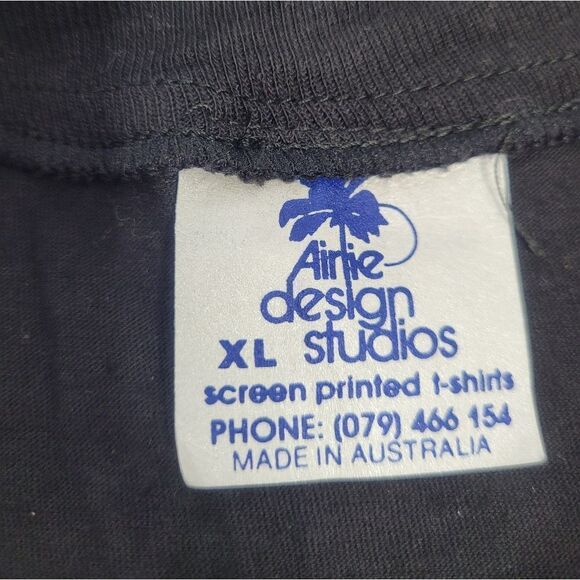 Airlie
design
XL studios
screen printed t-shirts
PHONE: (079) 466 154
MADE IN AUSTRALIA